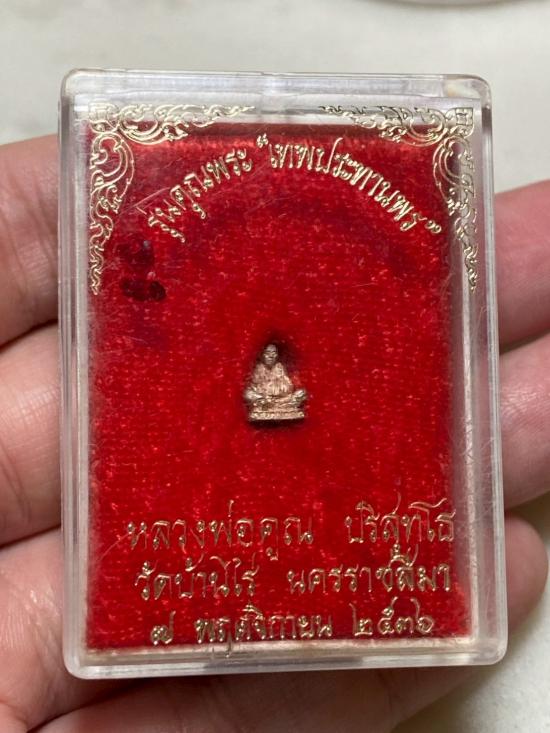 รุ่นคูณพระ "เทพประทานพร"
หลวงพ่อคูณ ปริสุทฺโธ
วัดบ้านไร่ นครราชสีมา
๗ พฤศจิกายน ๒๕๓๖